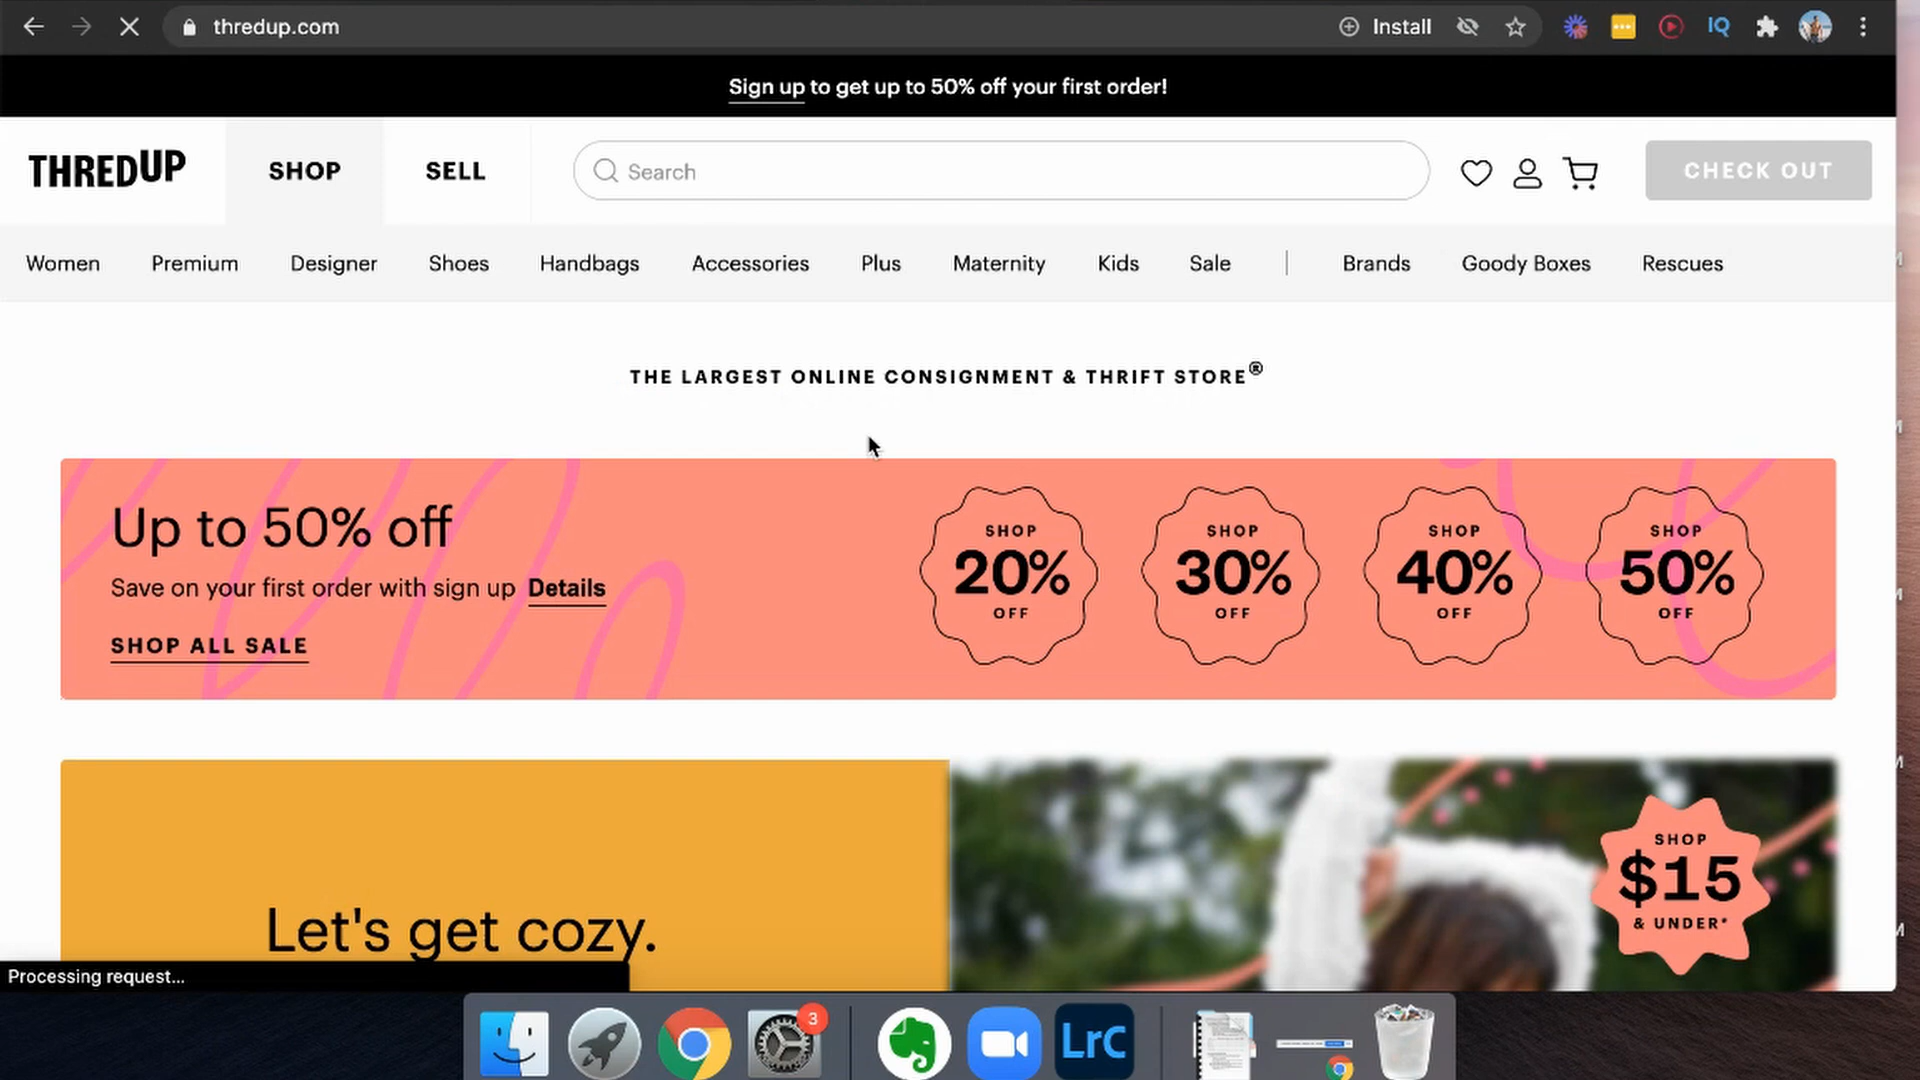 thredup.com
Install
IQ
Sign up to get up to 50% off your first order!
THREDUP
SHOP
SELL
Search
CHECK OUT
Women
Premium
Designer
Shoes
Handbags
Accessories
Plus
Maternity
Kids
Sale
Brands
Goody Boxes
Rescues
THE LARGEST ONLINE CONSIGNMENT & THRIFT STORE®
Up to 50% off
Save on your first order with sign up Details
SHOP ALL SALE
SHOP
20%
OFF
SHOP
30%
OFF
SHOP
40%
OFF
SHOP
50%
OFF
Let's get cozy.
SHOP
$15
& UNDER*
Processing request...
3
LrC